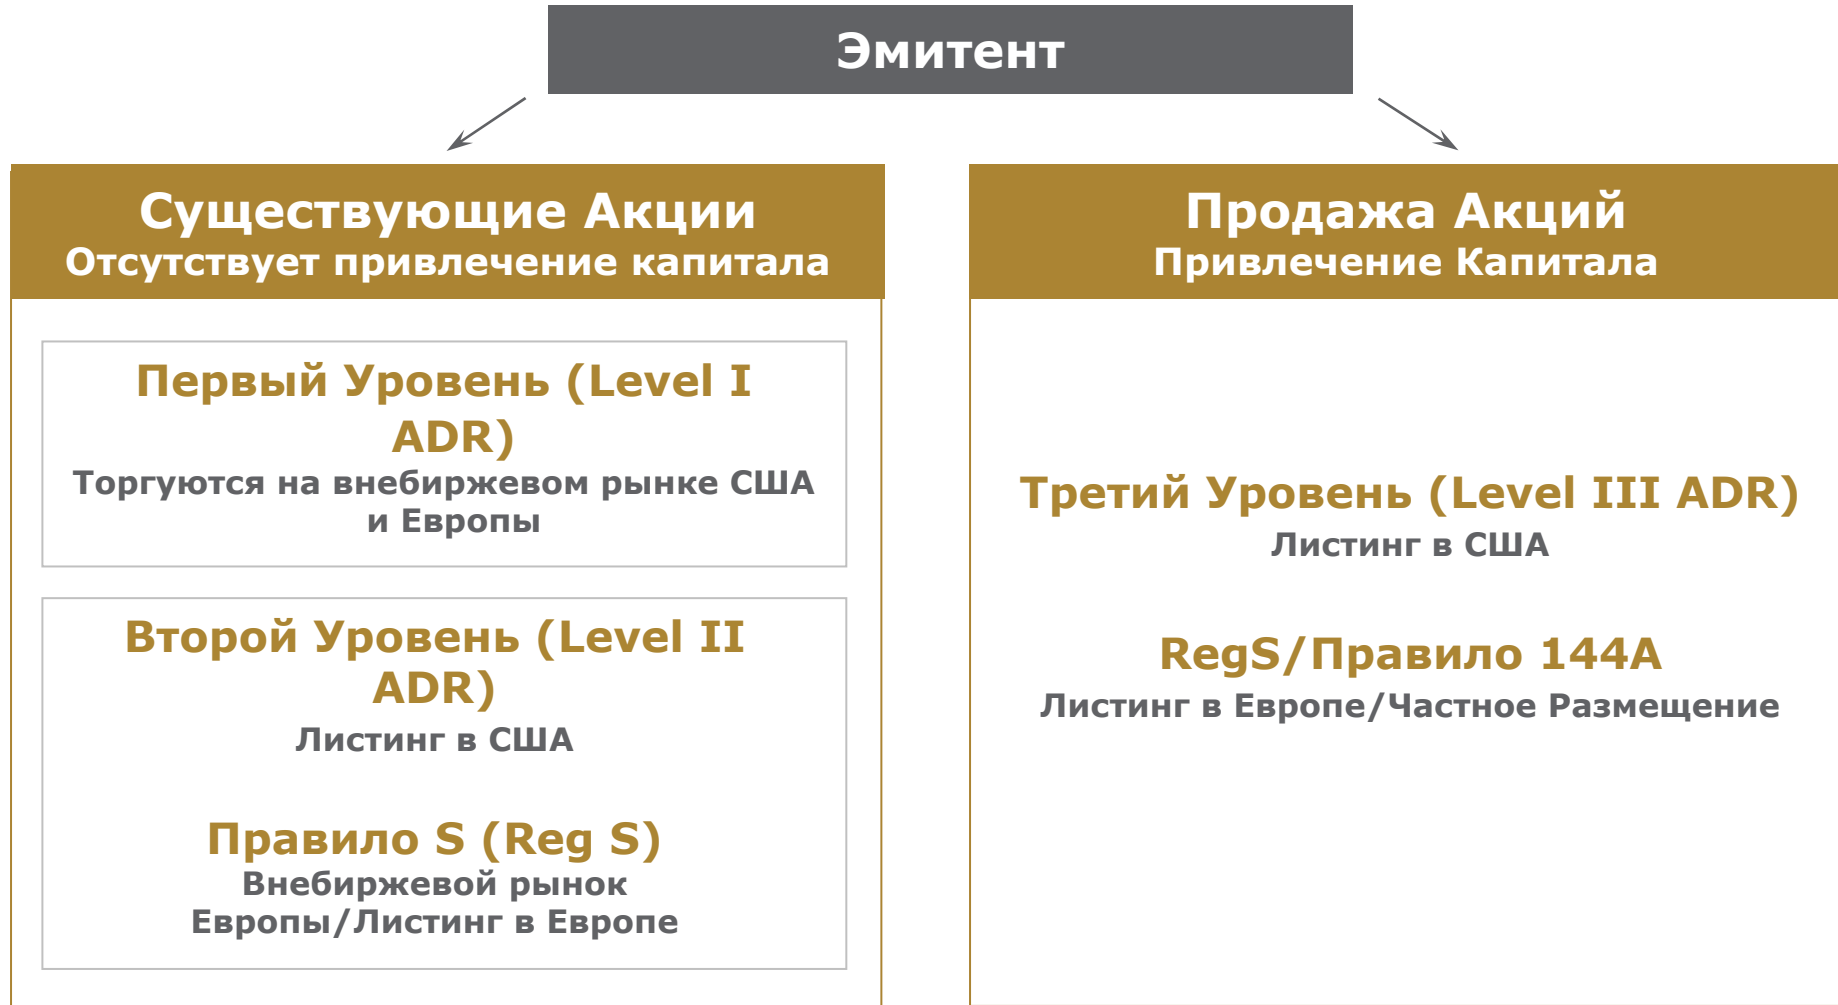 Эмитент
Существующие Акции
Отсутствует привлечение капитала
Первый Уровень (Level I
ADR)
Торгуются на внебиржевом рынке США
и Европы
Второй Уровень (Level II
ADR)
Листинг в США
Правило S (Reg S)
Внебиржевой рынок
Европы/Листинг в Европе
Продажа Акций
Привлечение Капитала
Третий Уровень (Level III ADR)
Листинг в США
RegS/Правило 144A
Листинг в Европе/Частное Размещение